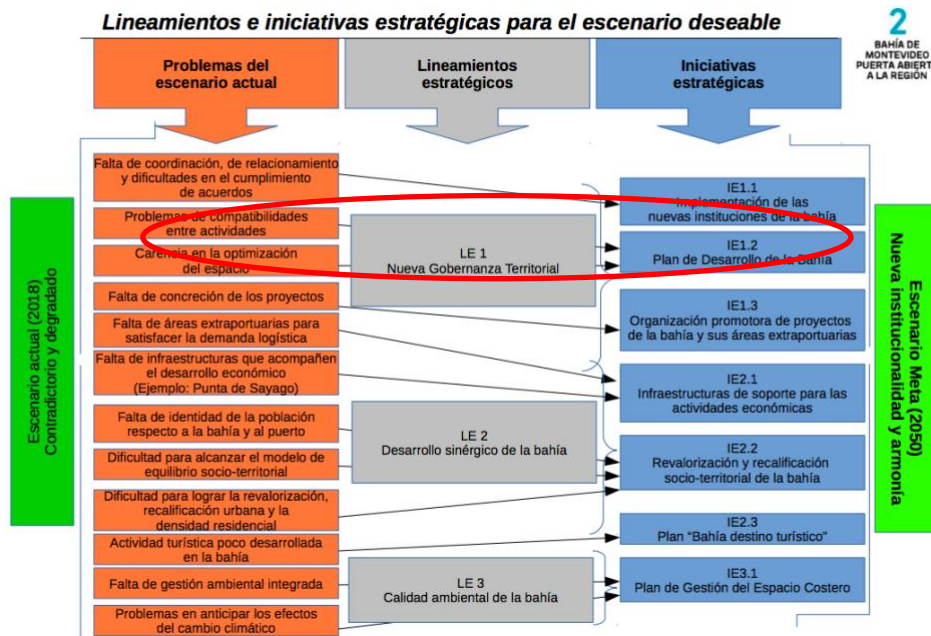 Lineamientos e iniciativas estratégicas para el escenario deseable
2
BAHÍA DE
MONTEVIDEO
PUERTA ABIERT
A LA REGIÓN
Problemas del
escenario actual
Lineamientos
estratégicos
Iniciativas
estratégicas
Escenario actual (2018)
Contradictorio y degradado
Falta de coordinación, de relacionamiento
y dificultades en el cumplimiento
de acuerdos
Problemas de compatibilidades
entre actividades
Carencia en la optimización
del espacio
Falta de concreción de los proyectos
Falta de áreas extraportuarias para
satisfacer la demanda logística
Falta de infraestructuras que acompañen
el desarrollo económico
(Ejemplo: Punta de Sayago)
Falta de identidad de la población
respecto a la bahía y al puerto
Dificultad para alcanzar el modelo de
equilibrio socio-territorial
Dificultad para lograr la revalorización,
recalificación urbana y la
densidad residencial
Actividad turística poco desarrollada
en la bahía
Falta de gestión ambiental integrada
Problemas en anticipar los efectos
del cambio climático
LE 1
Nueva Gobernanza Territorial
LE 2
Desarrollo sinérgico de la bahía
LE 3
Calidad ambiental de la bahía
IE1.1
Implementación de las
nuevas instituciones de la bahía
IE1.2
Plan de Desarrollo de la Bahía
IE1.3
Organización promotora de proyectos
de la bahía y sus áreas extraportuarias
IE2.1
Infraestructuras de soporte para las
actividades económicas
IE2.2
Revalorización y recalificación
socio-territorial de la bahía
IE2.3
Plan “Bahía destino turístico”
IE3.1
Plan de Gestión del Espacio Costero
Escenario Meta (2050)
Nueva institucionalidad y armonía